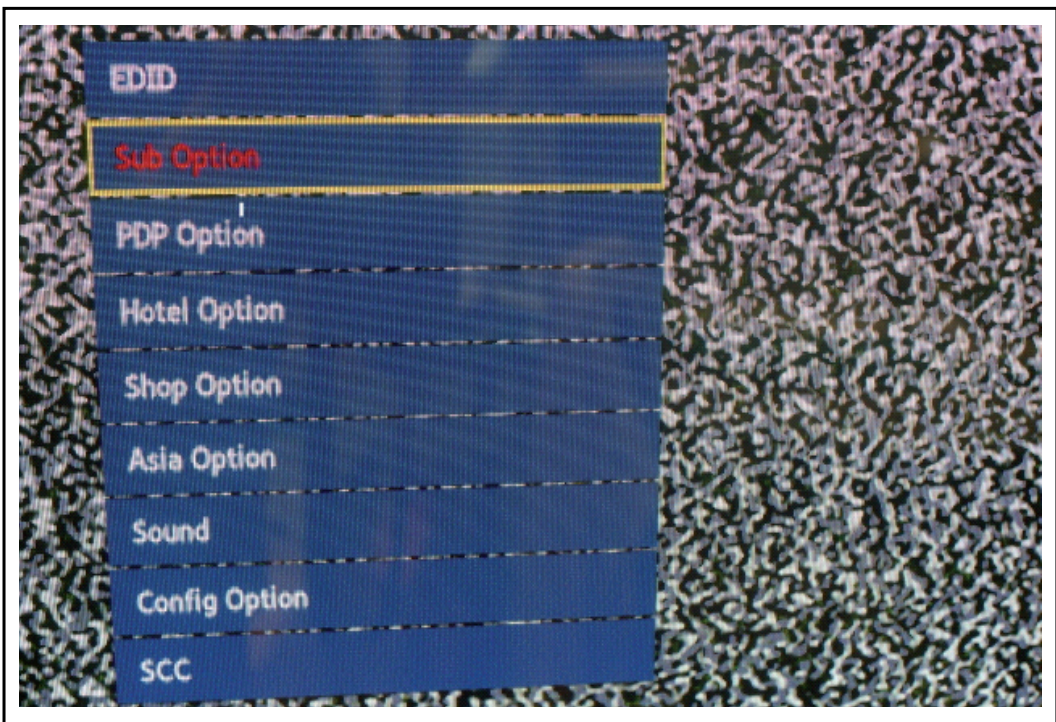 EDID
Sub Option
PDP Option
Hotel Option
Shop Option
Asia Option
Sound
Config Option
SCC